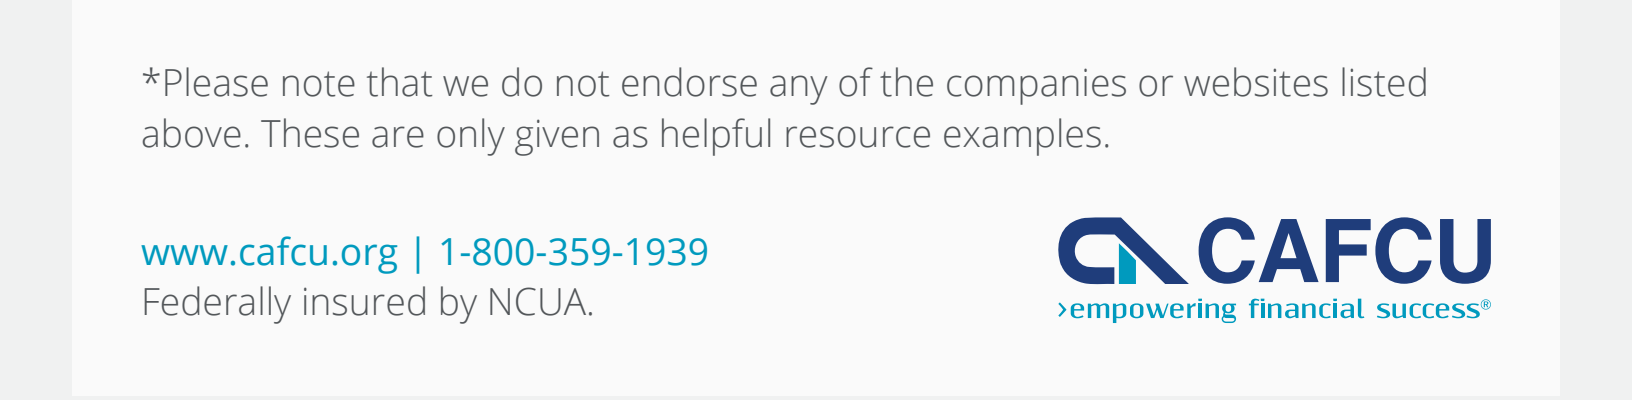 *Please note that we do not endorse any of the companies or websites listed
above. These are only given as helpful resource examples.
www.cafcu.org | 1-800-359-1939
Federally insured by NCUA.
CAFCU
›empowering financial success®